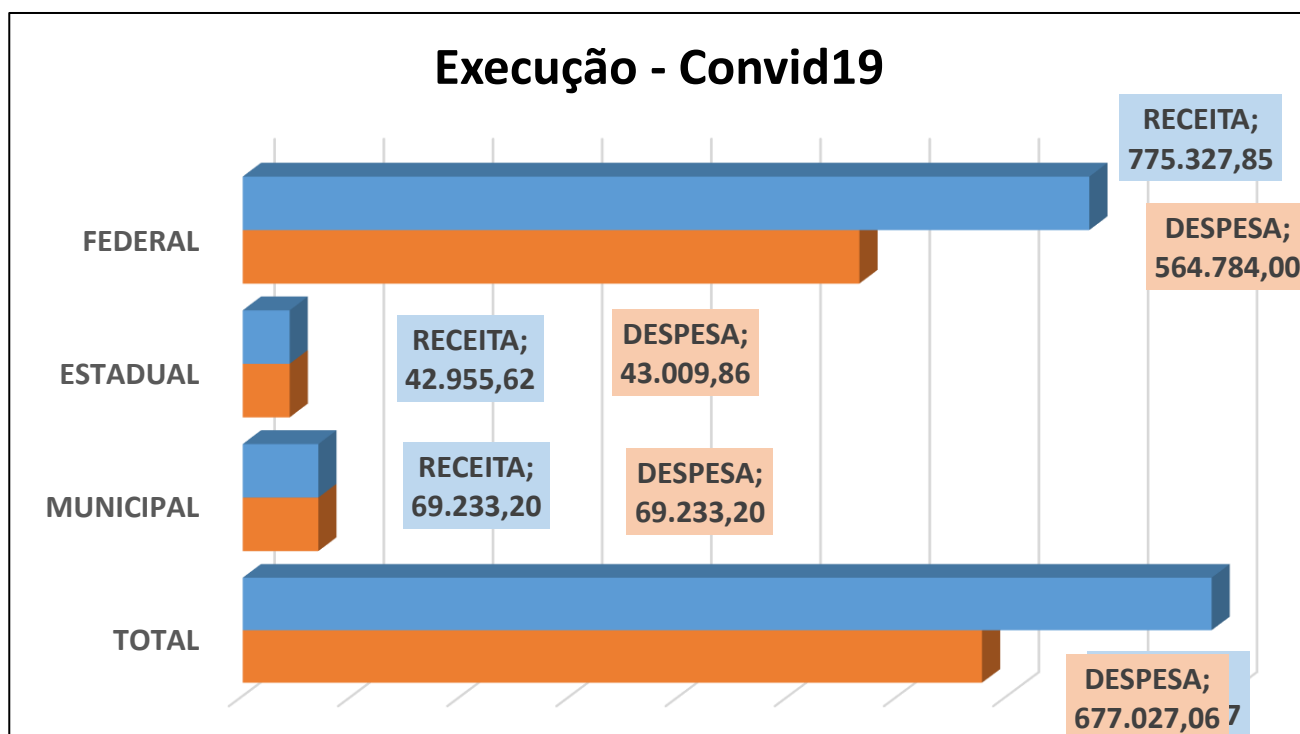 Execução - Convid19
RECEITA;
775.327,85
FEDERAL
DESPESA;
564.784,00
ESTADUAL
RECEITA;
42.955,62
DESPESA;
43.009,86
MUNICIPAL
RECEITA;
69.233,20
DESPESA;
69.233,20
TOTAL
DESPESA;
677.027,06